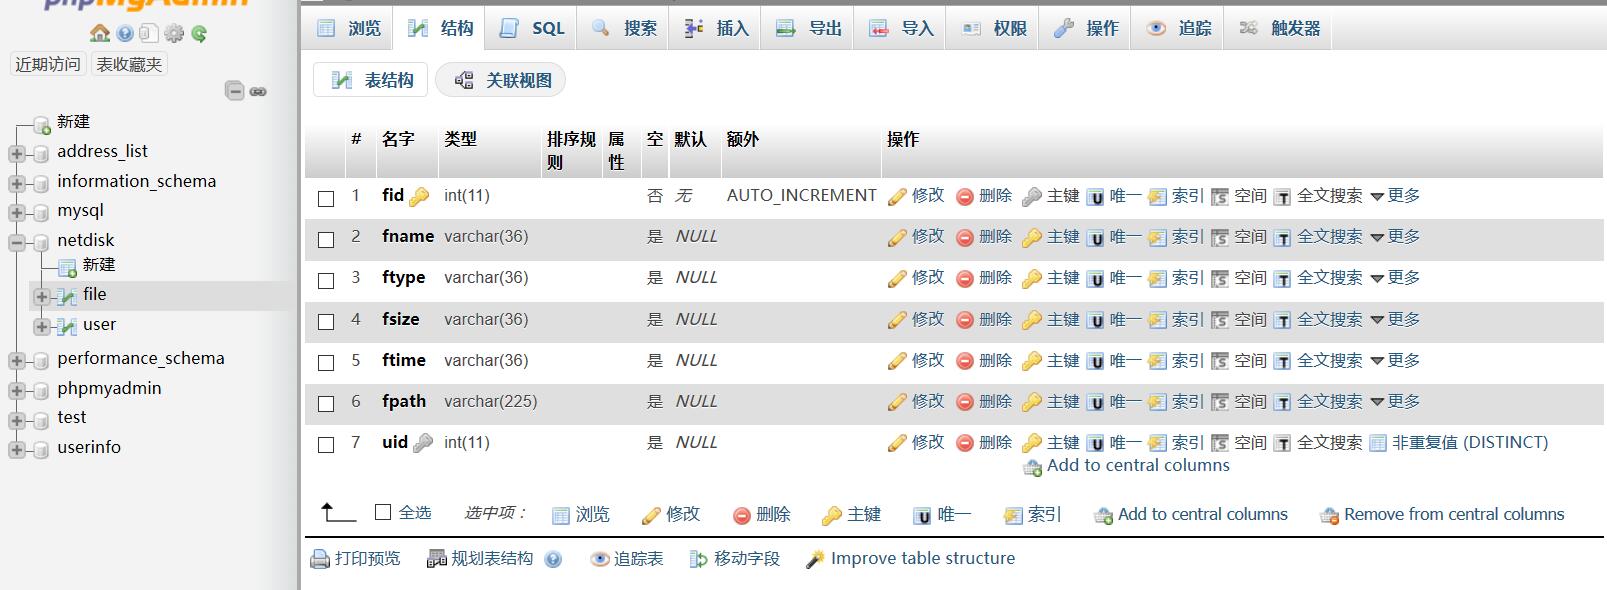 phpMyAdmin
近期访问 表收藏夹
新建
address_list
information_schema
mysql
netdisk
新建
file
user
performance_schema
phpmyadmin
test
userinfo
浏览 结构 SQL 搜索 插入 导出 导入 权限 操作 追踪 触发器
表结构 关联视图
# 名字 类型 排序规则 属性 空 默认 额外 操作
1 fid int(11) 否 无 AUTO_INCREMENT 修改 删除 主键 唯一 索引 空间 全文搜索 更多
2 fname varchar(36) 是 NULL 修改 删除 主键 唯一 索引 空间 全文搜索 更多
3 ftype varchar(36) 是 NULL 修改 删除 主键 唯一 索引 空间 全文搜索 更多
4 fsize varchar(36) 是 NULL 修改 删除 主键 唯一 索引 空间 全文搜索 更多
5 ftime varchar(36) 是 NULL 修改 删除 主键 唯一 索引 空间 全文搜索 更多
6 fpath varchar(225) 是 NULL 修改 删除 主键 唯一 索引 空间 全文搜索 更多
7 uid int(11) 是 NULL 修改 删除 主键 唯一 索引 空间 全文搜索 非重复值 (DISTINCT)
Add to central columns
全选 选中项： 浏览 修改 删除 主键 唯一 索引 Add to central columns Remove from central columns
打印预览 规划表结构 追踪表 移动字段 Improve table structure